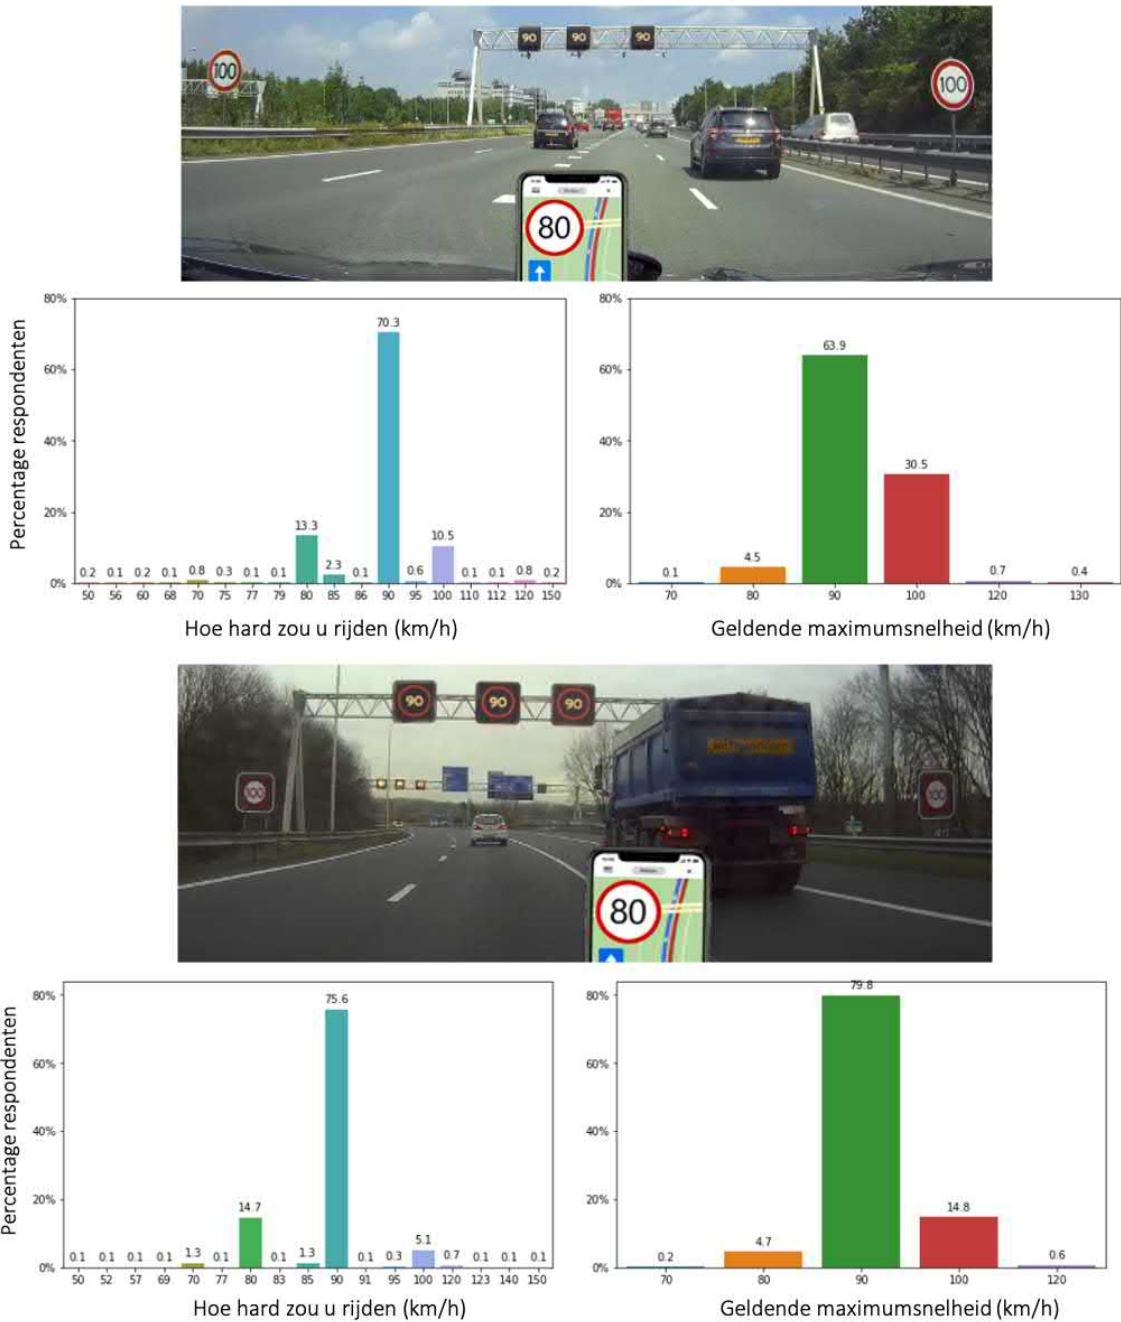 90 90 90
100 100
80
Percentage respondenten
80%
60%
40%
20%
0%
0.2 0.1 0.2 0.1 0.8 0.3 0.1 0.1 13.3 2.3 0.1 70.3 0.6 10.5 0.1 0.1 0.8 0.2
50 56 60 68 70 75 77 79 80 85 86 90 95 100 110 112 120 150
Hoe hard zou u rijden (km/h)
80%
60%
40%
20%
0%
0.1 4.5 63.9 30.5 0.7 0.4
70 80 90 100 120 130
Geldende maximumsnelheid (km/h)
90 90 90
100 100
80
Percentage respondenten
80%
60%
40%
20%
0%
0.1 0.1 0.1 0.1 1.3 0.1 14.7 0.1 1.3 75.6 0.1 0.3 5.1 0.7 0.1 0.1 0.1
50 52 57 69 70 77 80 83 85 90 91 95 100 120 123 140 150
Hoe hard zou u rijden (km/h)
80%
60%
40%
20%
0%
0.2 4.7 79.8 14.8 0.6
70 80 90 100 120
Geldende maximumsnelheid (km/h)